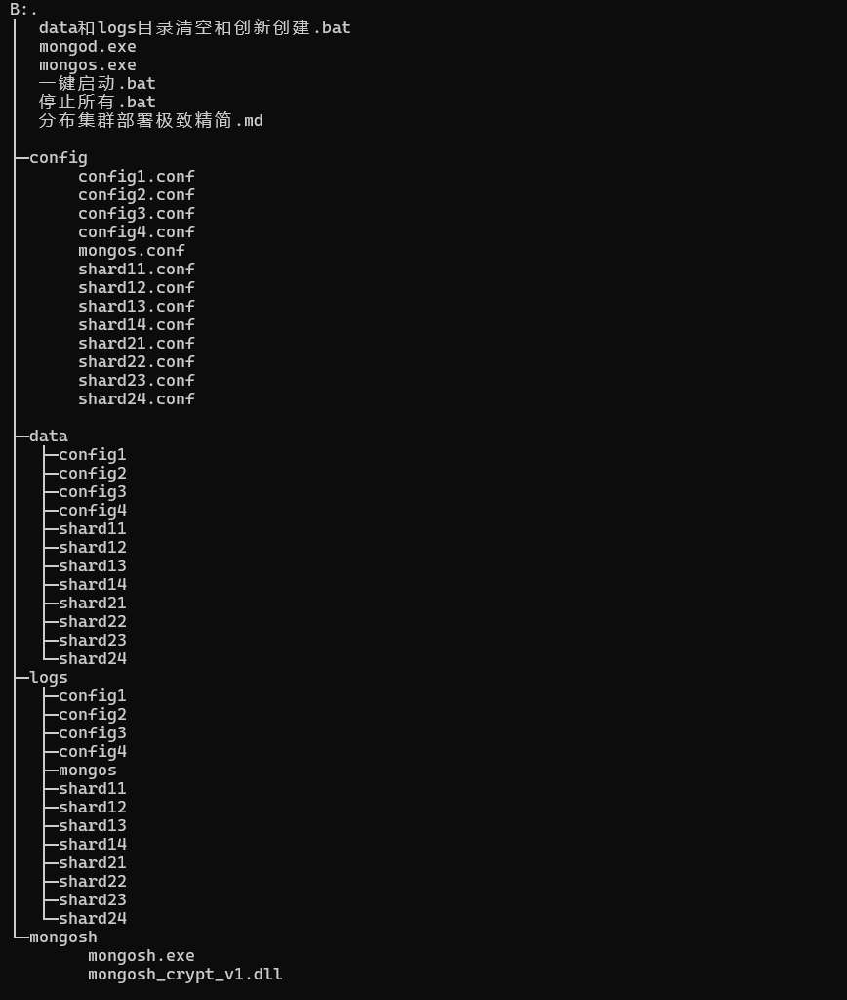 B:.
│  data和logs目录清空和创新创建.bat
│  mongod.exe
│  mongos.exe
│  一键启动.bat
│  停止所有.bat
│  分布集群部署极致精简.md
│
├─config
│      config1.conf
│      config2.conf
│      config3.conf
│      config4.conf
│      mongos.conf
│      shard11.conf
│      shard12.conf
│      shard13.conf
│      shard14.conf
│      shard21.conf
│      shard22.conf
│      shard23.conf
│      shard24.conf
│
├─data
│  ├─config1
│  ├─config2
│  ├─config3
│  ├─config4
│  ├─shard11
│  ├─shard12
│  ├─shard13
│  ├─shard14
│  ├─shard21
│  ├─shard22
│  ├─shard23
│  └─shard24
├─logs
│  ├─config1
│  ├─config2
│  ├─config3
│  ├─config4
│  ├─mongos
│  ├─shard11
│  ├─shard12
│  ├─shard13
│  ├─shard14
│  ├─shard21
│  ├─shard22
│  ├─shard23
│  └─shard24
└─mongosh
        mongosh.exe
        mongosh_crypt_v1.dll